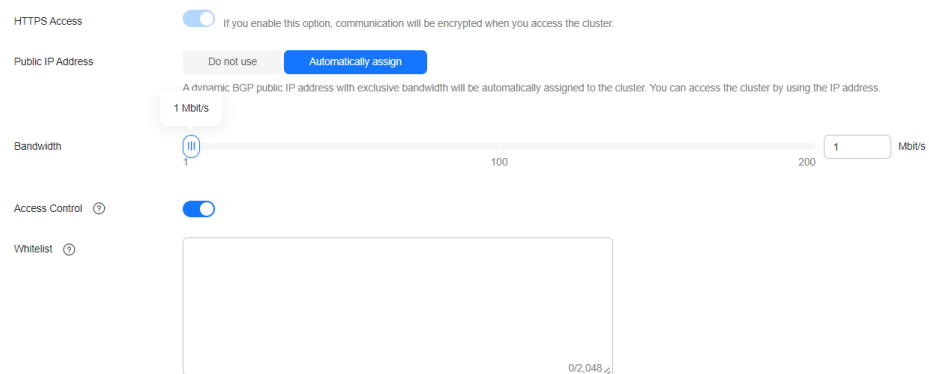 HTTPS Access
If you enable this option, communication will be encrypted when you access the cluster.
Public IP Address
Do not use
Automatically assign
A dynamic BGP public IP address with exclusive bandwidth will be automatically assigned to the cluster. You can access the cluster by using the IP address.
1 Mbit/s
Bandwidth
1
100
200
1
Mbit/s
Access Control ?
Whitelist ?
0/2,048